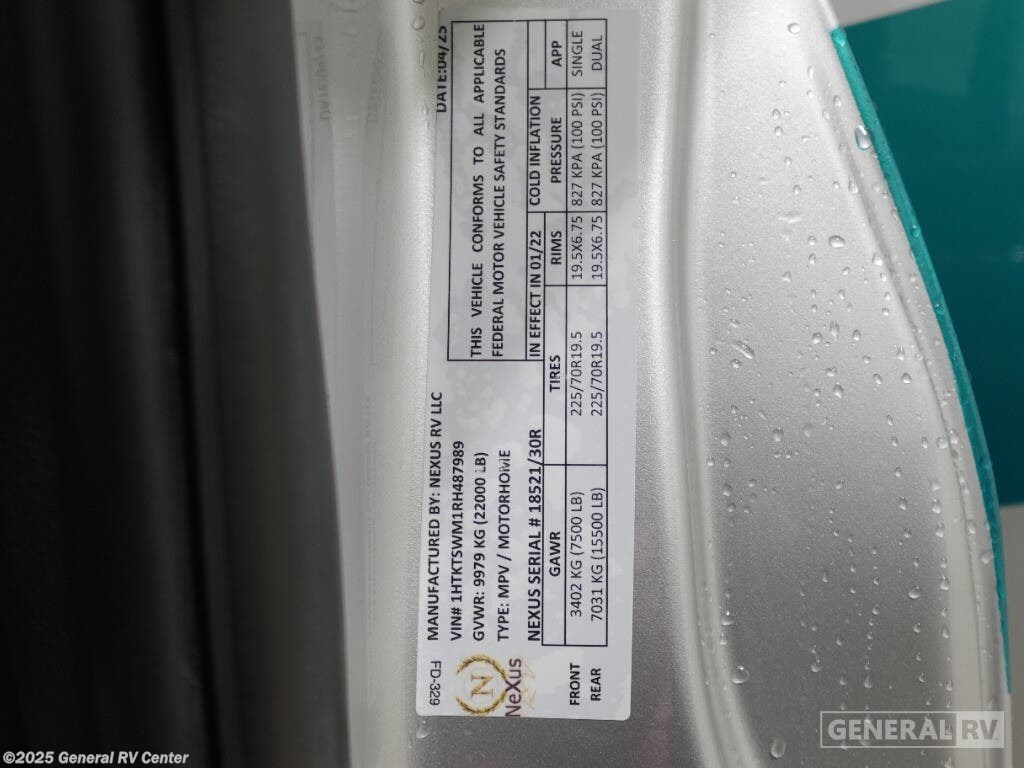 FD-329
MANUFACTURED BY: NEXUS RV LLC
DATE:04/25
VIN# 1HTKTSWM1RH487989
GVWR: 9979 KG (22000 LB)
TYPE: MPV / MOTORHOME
THIS VEHICLE CONFORMS TO ALL APPLICABLE
FEDERAL MOTOR VEHICLE SAFETY STANDARDS
N
NeXus
NEXUS SERIAL # 18521/30R
IN EFFECT IN 01/22
COLD INFLATION
GAWR TIRES RIMS PRESSURE APP
FRONT 3402 KG (7500 LB) 225/70R19.5 19.5X6.75 827 KPA (100 PSI) SINGLE
REAR 7031 KG (15500 LB) 225/70R19.5 19.5X6.75 827 KPA (100 PSI) DUAL
GENERAL RV
©2025 General RV Center